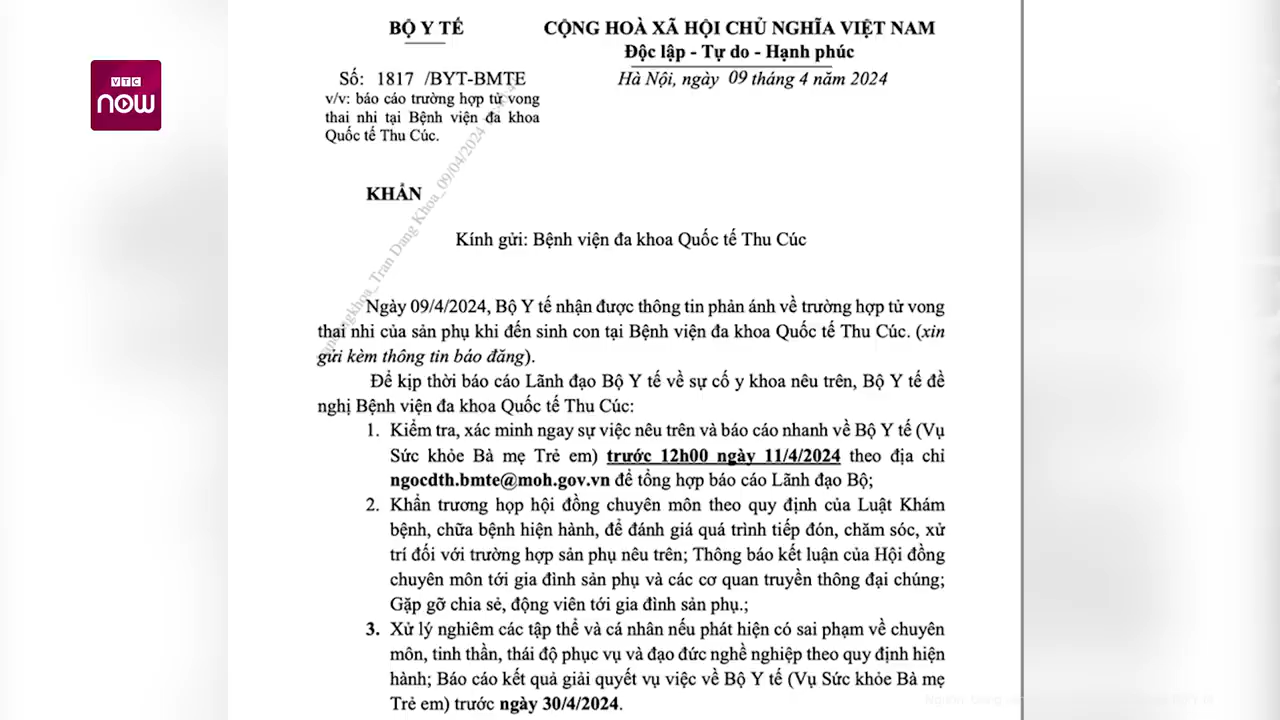 VTC
now
BỘ Y TẾ
CỘNG HOÀ XÃ HỘI CHỦ NGHĨA VIỆT NAM
Độc lập - Tự do - Hạnh phúc
Số: 1817 /BYT-BMTE
Hà Nội, ngày 09 tháng 4 năm 2024
v/v: báo cáo trường hợp tử vong
thai nhi tại Bệnh viện đa khoa
Quốc tế Thu Cúc.
KHẨN
Kính gửi: Bệnh viện đa khoa Quốc tế Thu Cúc
Ngày 09/4/2024, Bộ Y tế nhận được thông tin phản ánh về trường hợp tử vong
thai nhi của sản phụ khi đến sinh con tại Bệnh viện đa khoa Quốc tế Thu Cúc. (xin
gửi kèm thông tin báo đăng).
Để kịp thời báo cáo Lãnh đạo Bộ Y tế về sự cố y khoa nêu trên, Bộ Y tế đề
nghị Bệnh viện đa khoa Quốc tế Thu Cúc:
1. Kiểm tra, xác minh ngay sự việc nêu trên và báo cáo nhanh về Bộ Y tế (Vụ
Sức khỏe Bà mẹ Trẻ em) trước 12h00 ngày 11/4/2024 theo địa chỉ
ngocdth.bmte@moh.gov.vn để tổng hợp báo cáo Lãnh đạo Bộ;
2. Khẩn trương họp hội đồng chuyên môn theo quy định của Luật Khám
bệnh, chữa bệnh hiện hành, để đánh giá quá trình tiếp đón, chăm sóc, xử
trí đối với trường hợp sản phụ nêu trên; Thông báo kết luận của Hội đồng
chuyên môn tới gia đình sản phụ và các cơ quan truyền thông đại chúng;
Gặp gỡ chia sẻ, động viên tới gia đình sản phụ.;
3. Xử lý nghiêm các tập thể và cá nhân nếu phát hiện có sai phạm về chuyên
môn, tinh thần, thái độ phục vụ và đạo đức nghề nghiệp theo quy định hiện
hành; Báo cáo kết quả giải quyết vụ việc về Bộ Y tế (Vụ Sức khỏe Bà mẹ
Trẻ em) trước ngày 30/4/2024.
Tran Dang Khoa_09/04/2024